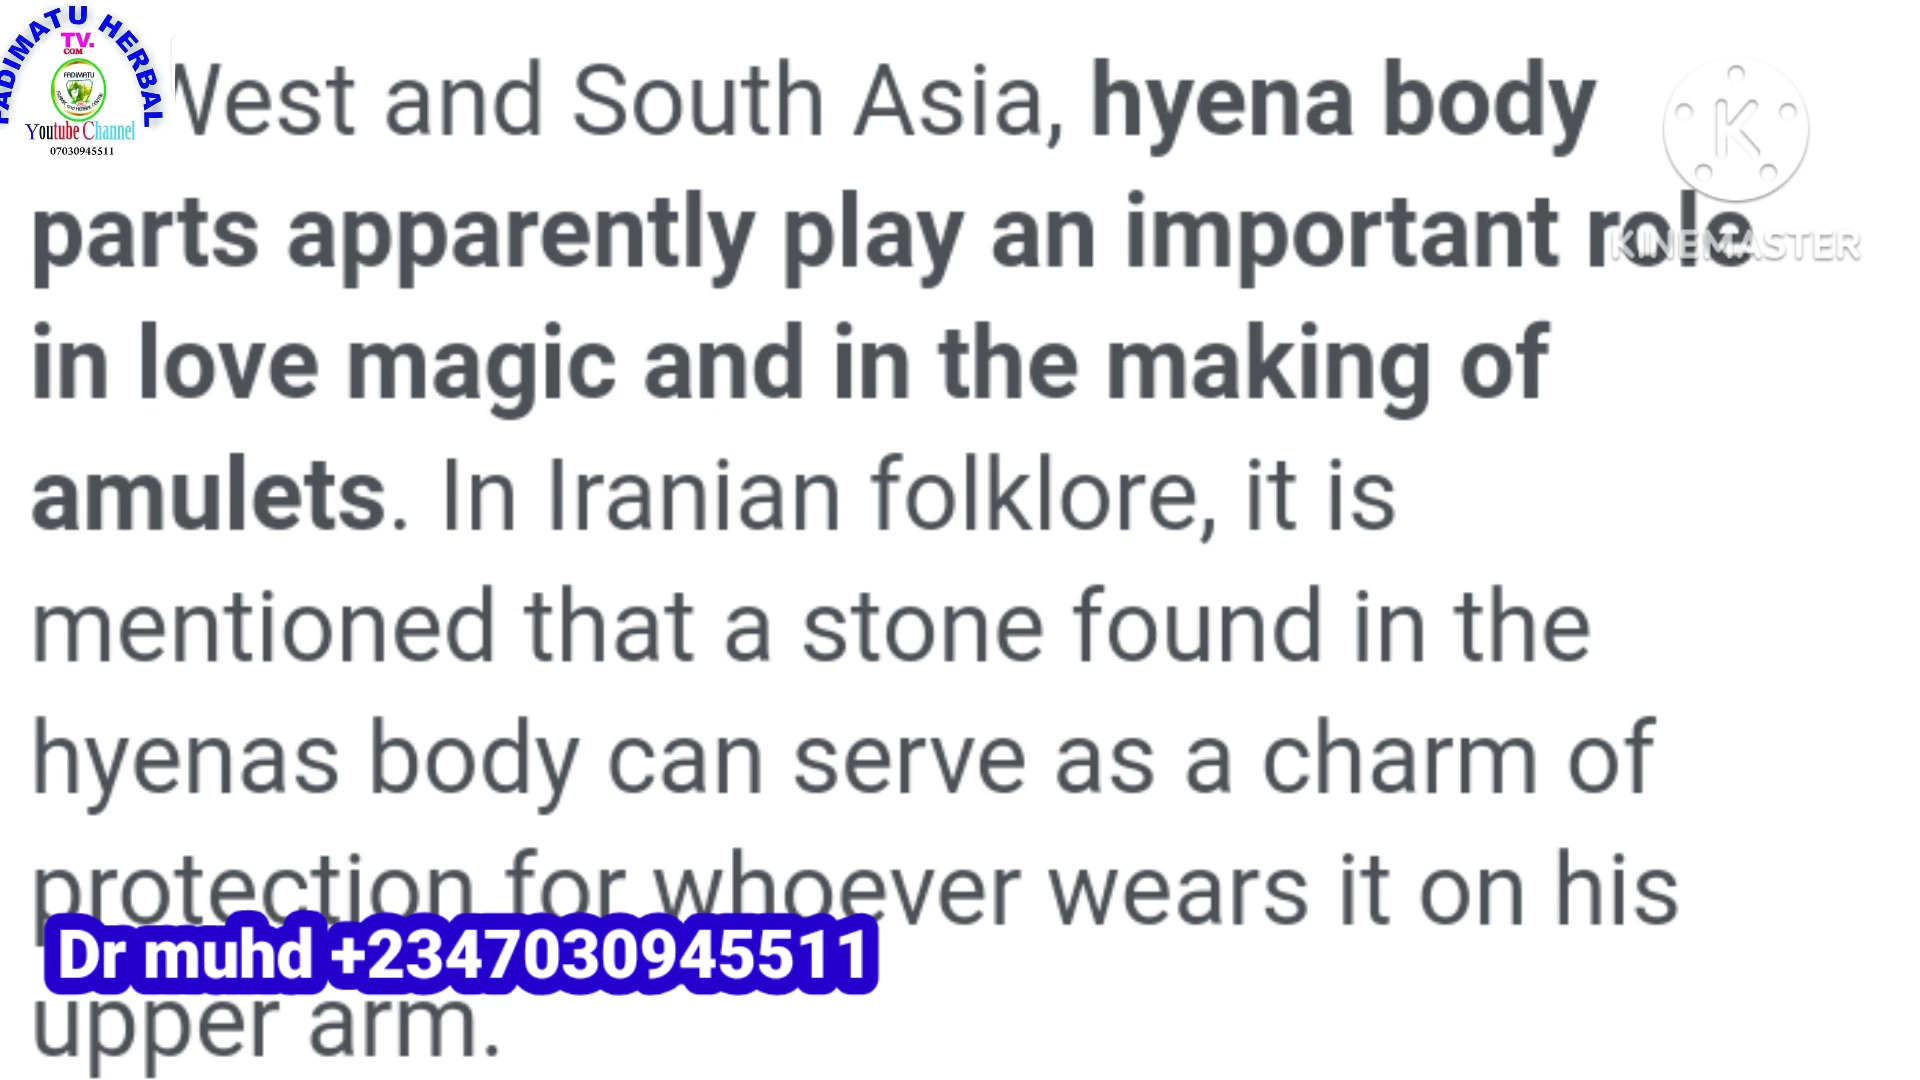 FADIMATU HERBAL
TV.
COM
FADIMATU
Youtube Channel
07030945511
West and South Asia, hyena body
parts apparently play an important role
in love magic and in the making of
amulets. In Iranian folklore, it is
mentioned that a stone found in the
hyenas body can serve as a charm of
protection for whoever wears it on his
upper arm.
K
KINEMASTER
Dr muhd +2347030945511